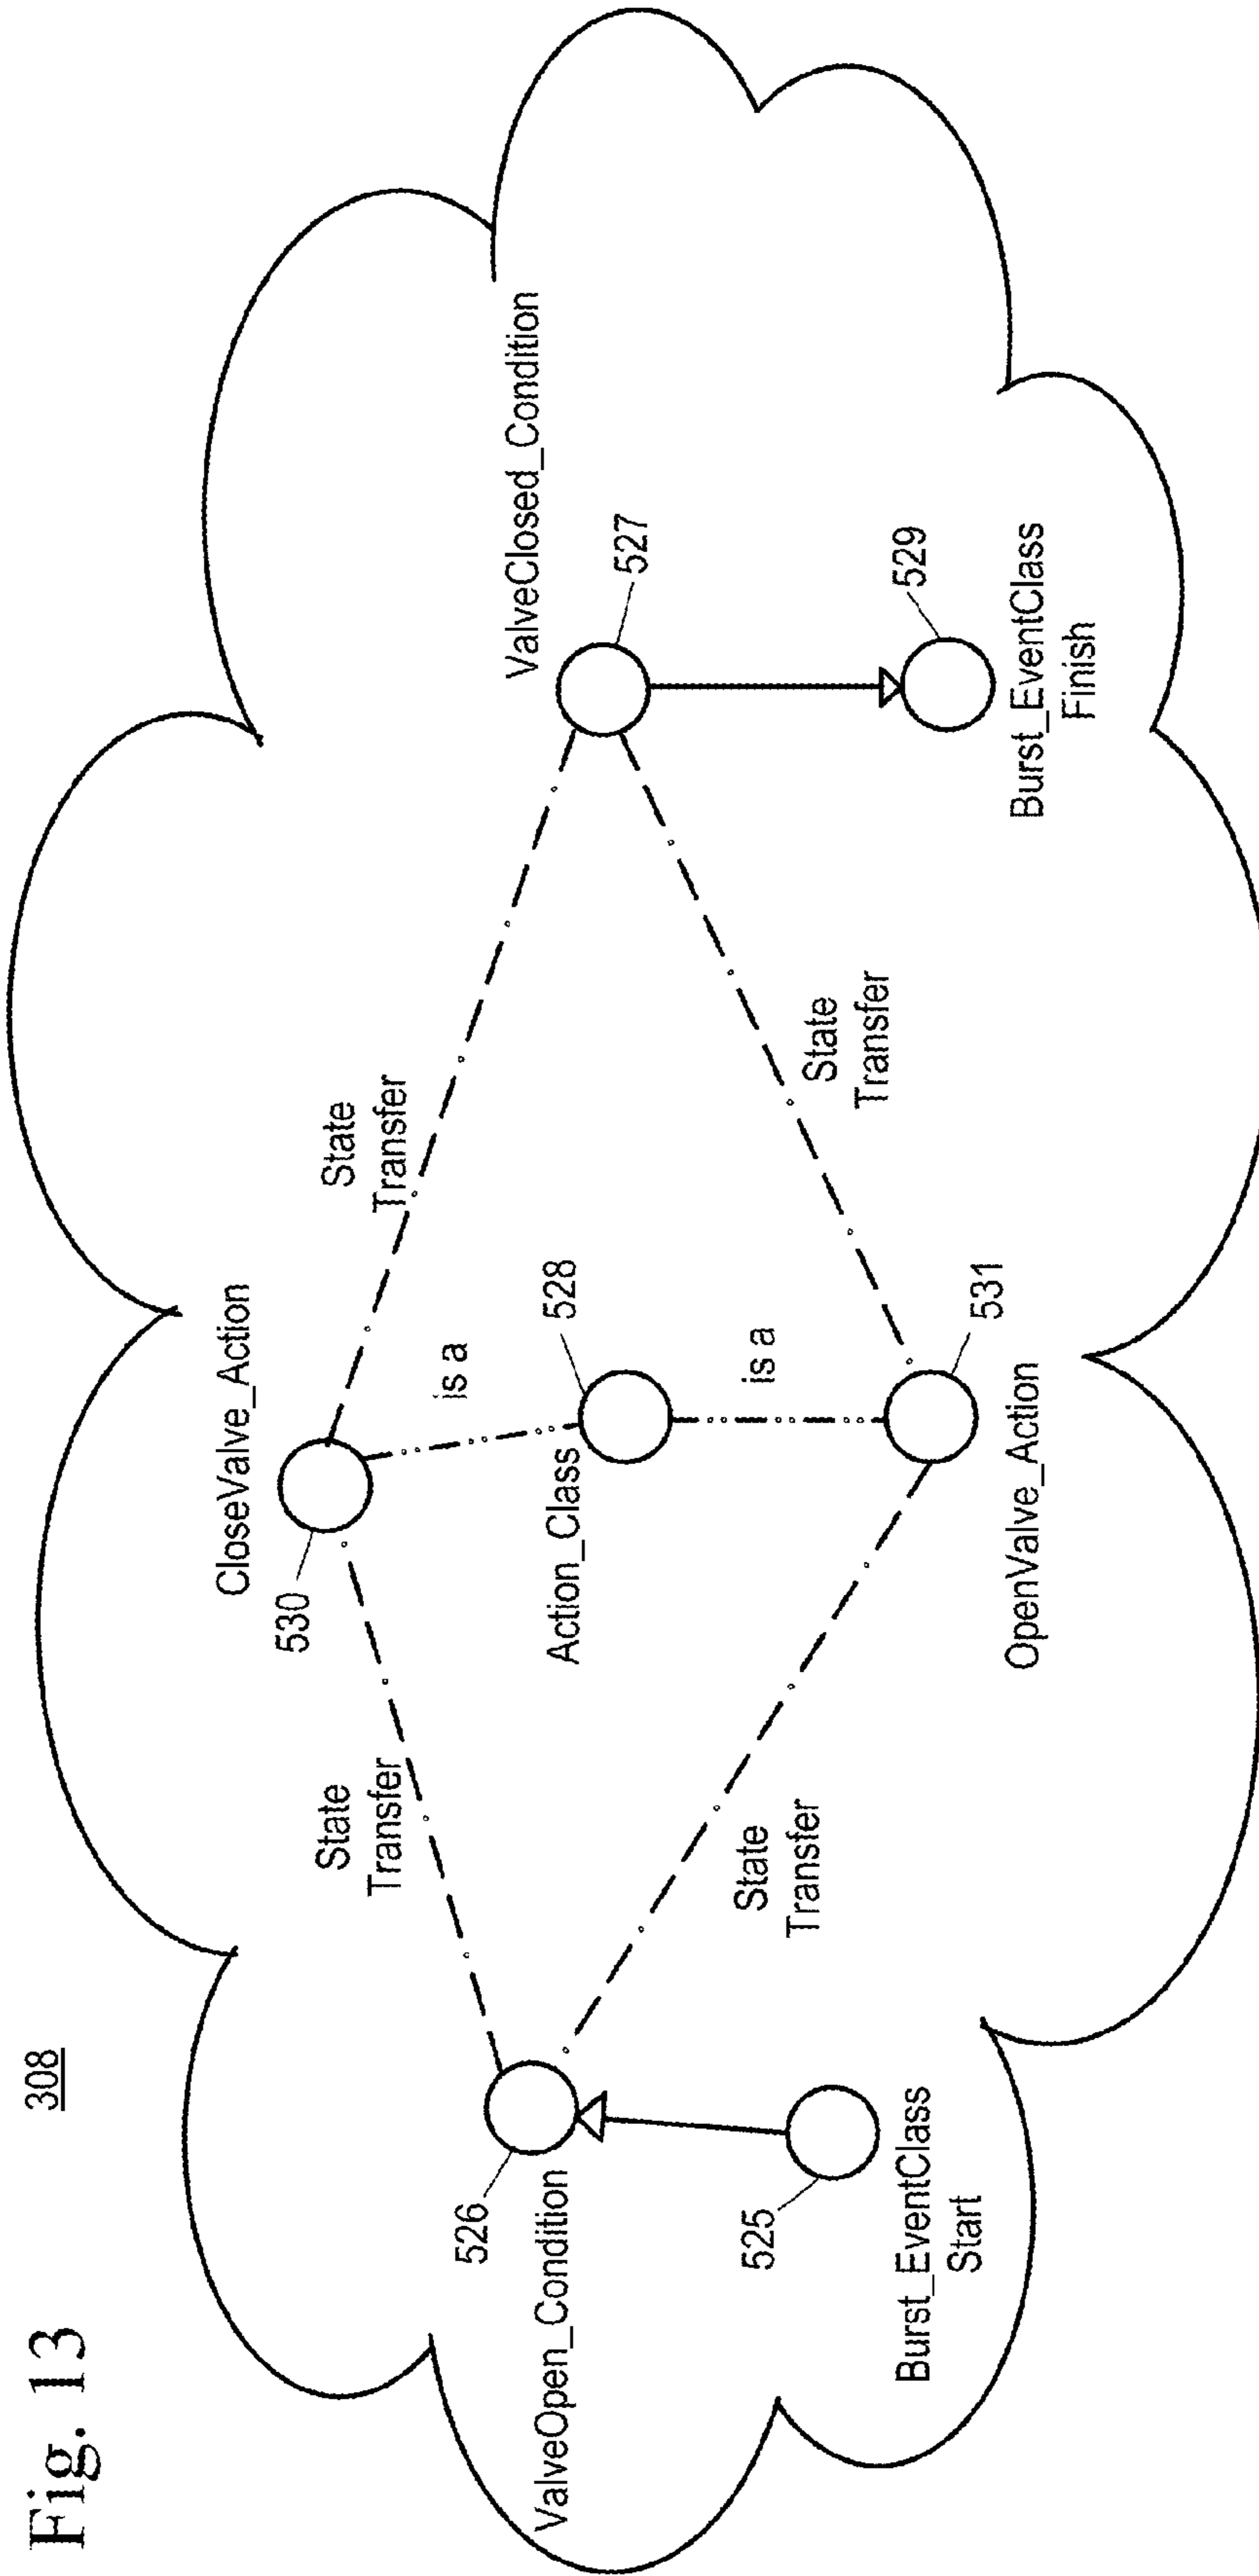 Fig. 13
308
CloseValve_Action
530
State
Transfer
State
Transfer
is a
ValveClosed_Condition
527
526
ValveOpen_Condition
Action_Class
528
is a
State
Transfer
State
Transfer
529
Burst_EventClass
Finish
525
Burst_EventClass
Start
531
OpenValve_Action